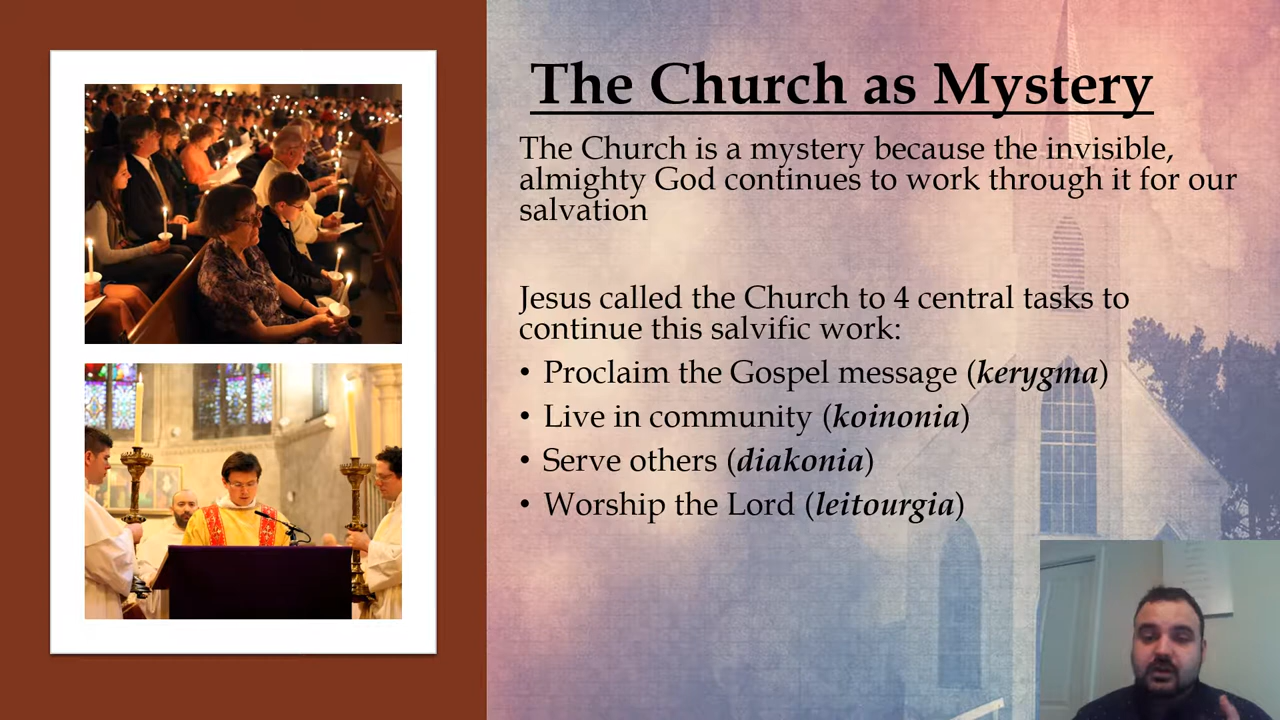 The Church as Mystery
The Church is a mystery because the invisible,
almighty God continues to work through it for our
salvation
Jesus called the Church to 4 central tasks to
continue this salvific work:
• Proclaim the Gospel message (kerygma)
• Live in community (koinonia)
• Serve others (diakonia)
• Worship the Lord (leitourgia)